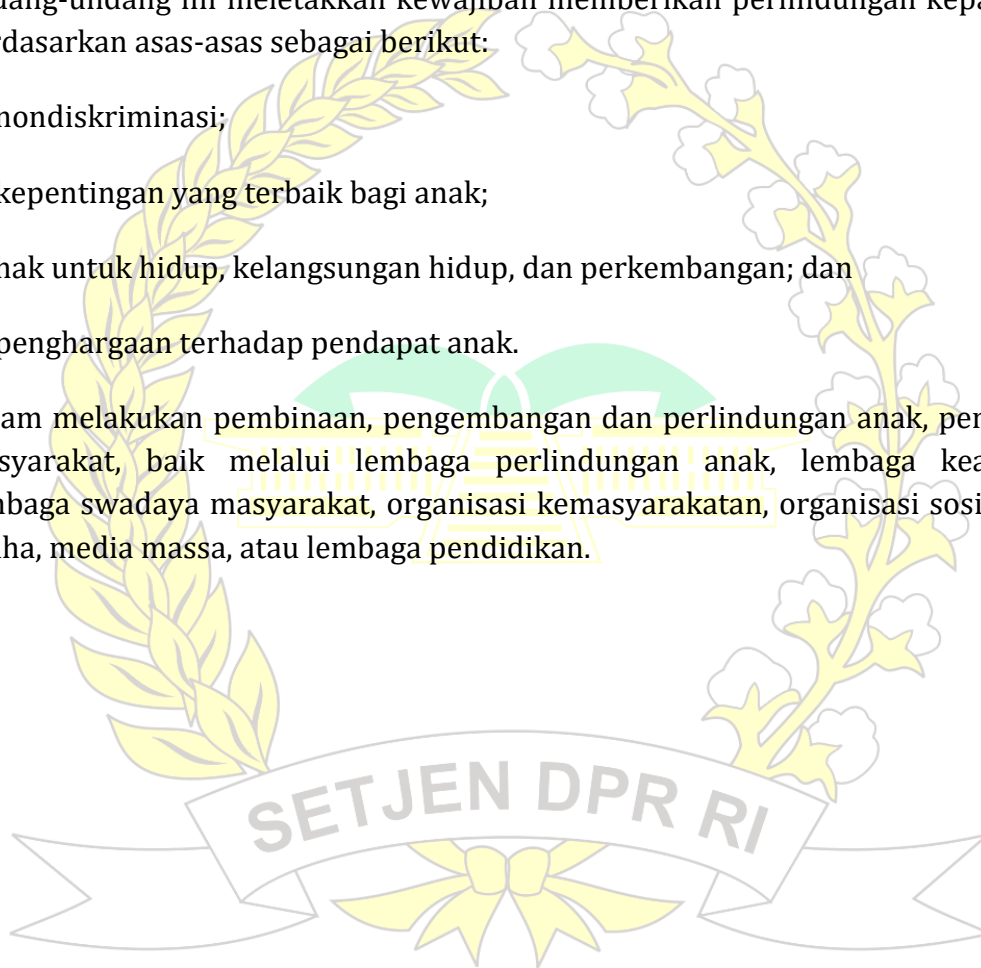 dang-undang ini meletakkan kewajiban memberikan perlindungan kepa
rdasarkan asas-asas sebagai berikut:
nondiskriminasi;
kepentingan yang terbaik bagi anak;
hak untuk hidup, kelangsungan hidup, dan perkembangan; dan
penghargaan terhadap pendapat anak.
am melakukan pembinaan, pengembangan dan perlindungan anak, per
syarakat, baik melalui lembaga perlindungan anak, lembaga kea
nbaga swadaya masyarakat, organisasi kemasyarakatan, organisasi sosi
ha, media massa, atau lembaga pendidikan.
SETJEN DPR RI